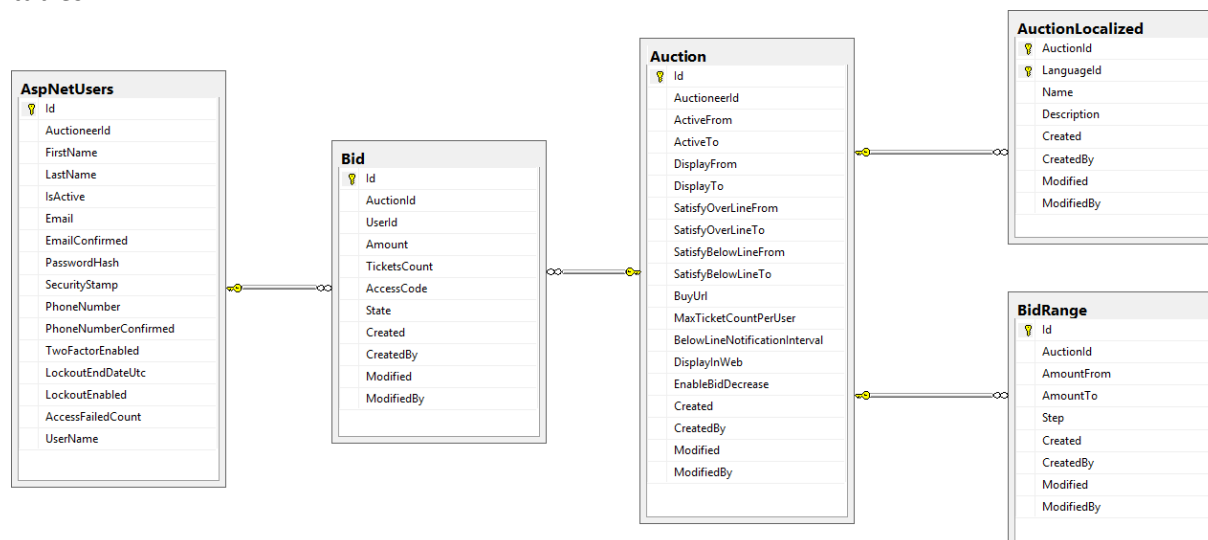 AspNetUsers
Id
AuctioneerId
FirstName
LastName
IsActive
Email
EmailConfirmed
PasswordHash
SecurityStamp
PhoneNumber
PhoneNumberConfirmed
TwoFactorEnabled
LockoutEndDateUtc
LockoutEnabled
AccessFailedCount
UserName
Bid
Id
AuctionId
UserId
Amount
TicketsCount
AccessCode
State
Created
CreatedBy
Modified
ModifiedBy
Auction
Id
AuctioneerId
ActiveFrom
ActiveTo
DisplayFrom
DisplayTo
SatisfyOverLineFrom
SatisfyOverLineTo
SatisfyBelowLineFrom
SatisfyBelowLineTo
BuyUrl
MaxTicketCountPerUser
BelowLineNotificationInterval
DisplayInWeb
EnableBidDecrease
Created
CreatedBy
Modified
ModifiedBy
AuctionLocalized
AuctionId
LanguageId
Name
Description
Created
CreatedBy
Modified
ModifiedBy
BidRange
Id
AuctionId
AmountFrom
AmountTo
Step
Created
CreatedBy
Modified
ModifiedBy